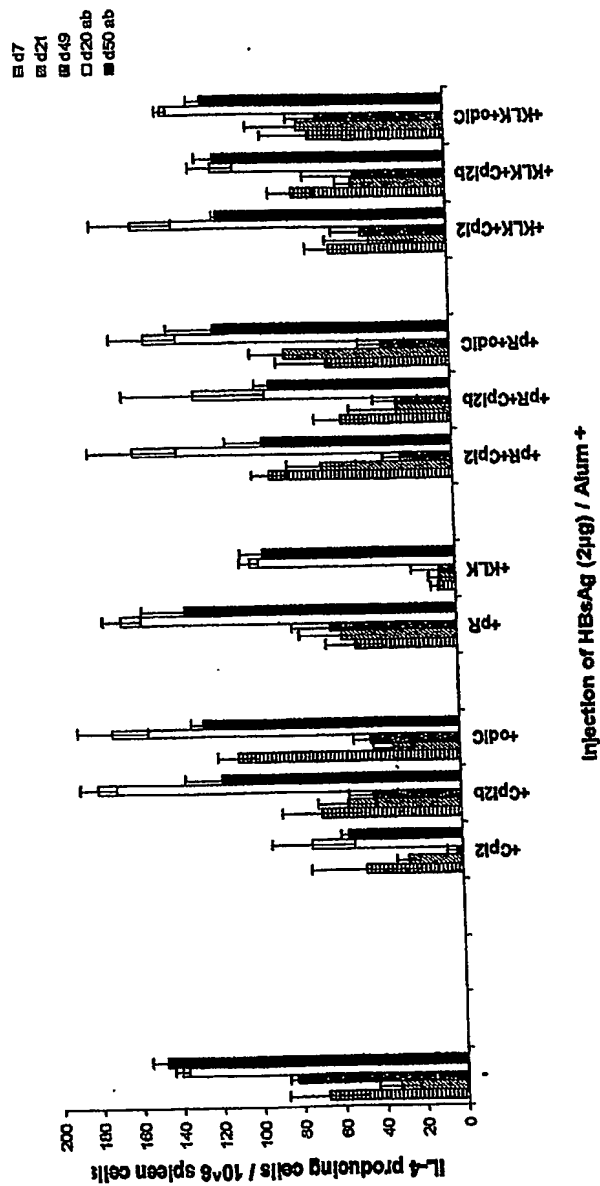 d7
d21
d49
d20 ab
d50 ab
IL-4 producing cells / 10^6 spleen cells
200
180
160
140
120
100
80
60
40
20
0
-
+CpI2
+CpI2b
+odIC
+pR
+KLK
+pR+CpI2
+pR+CpI2b
+pR+odIC
+KLK+CpI2
+KLK+CpI2b
+KLK+odIC
Injection of HBsAg (2µg) / Alum +